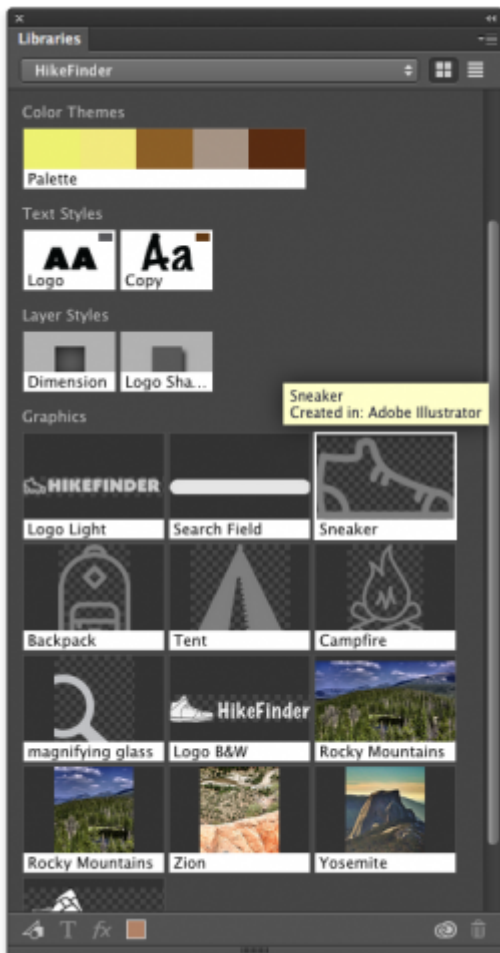 Libraries
HikeFinder
Color Themes
Palette
Text Styles
AA
Aa
Logo
Copy
Layer Styles
Dimension
Logo Sha...
Sneaker
Created in: Adobe Illustrator
Graphics
HIKEFINDER
Logo Light
Search Field
Sneaker
Backpack
Tent
Campfire
HikeFinder
magnifying glass
Logo B&W
Rocky Mountains
Rocky Mountains
Zion
Yosemite
T
fx